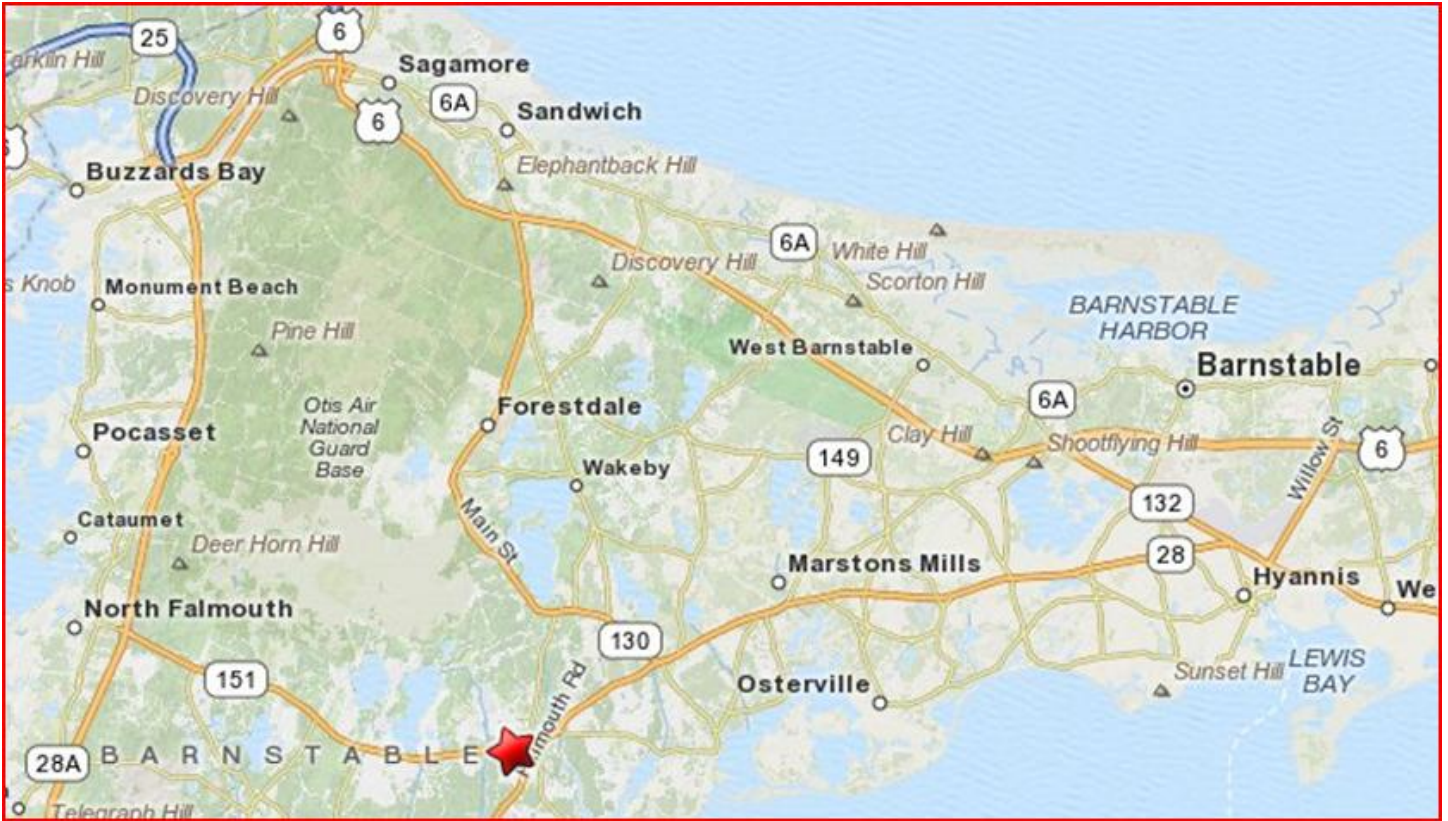 25
6
Sagamore
6A
Discovery Hill
Sandwich
6
Buzzards Bay
Elephantback Hill
6A
White Hill
Discovery Hill
Scorton Hill
s Knob
Monument Beach
BARNSTABLE
HARBOR
Pine Hill
West Barnstable
Barnstable
6A
Otis Air
National
Guard
Base
Forestdale
Pocasset
Clay Hill
Shootflying Hill
6
149
Wakeby
Willow St
132
Cataumet
Main St
Deer Horn Hill
28
Marstons Mills
Hyannis
We
North Falmouth
130
151
Osterville
Sunset Hill
LEWIS
BAY
mouth Rd
28A
BARNSTABLE
Telegraph Hill